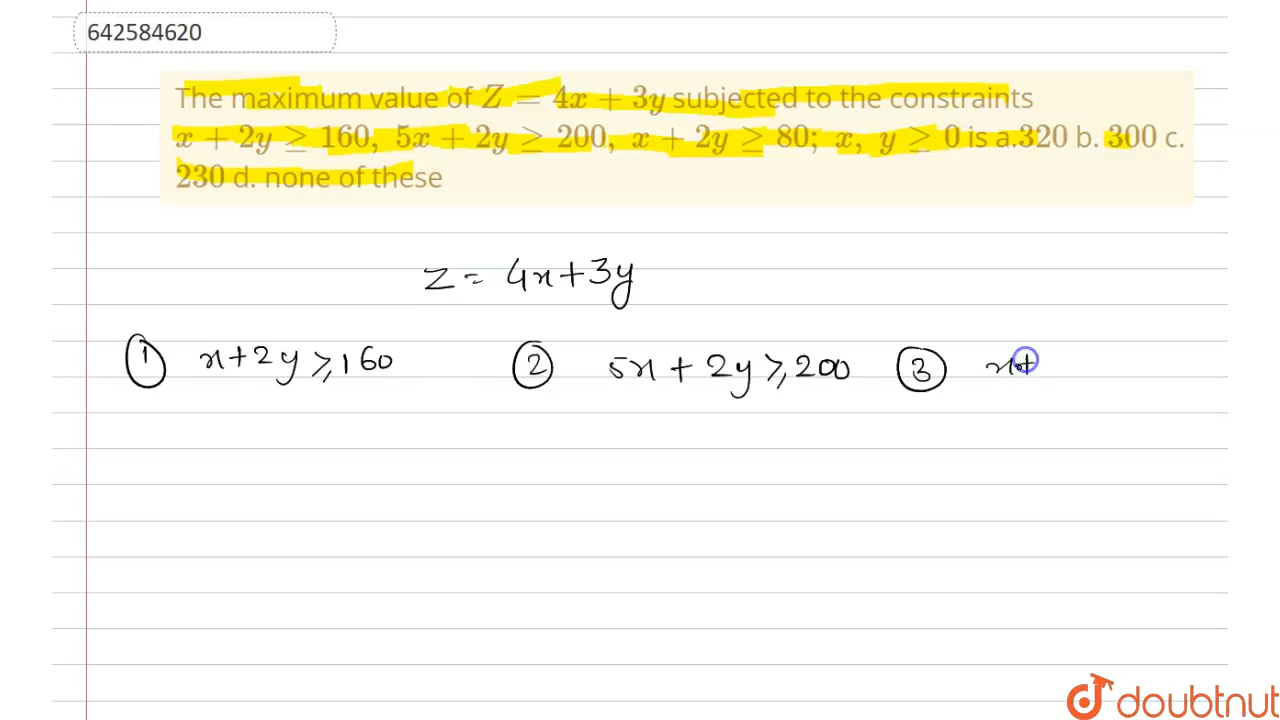 642584620
The maximum value of Z = 4x + 3y subjected to the constraints
x + 2y ≥ 160, 5x + 2y ≥ 200, x + 2y ≥ 80; x, y ≥ 0 is a.320 b. 300 c.
230 d. none of these
Z = 4x+3y
① x+2y ≥ 160 ② 5x + 2y ≥ 200 ③ x+
doubtnut